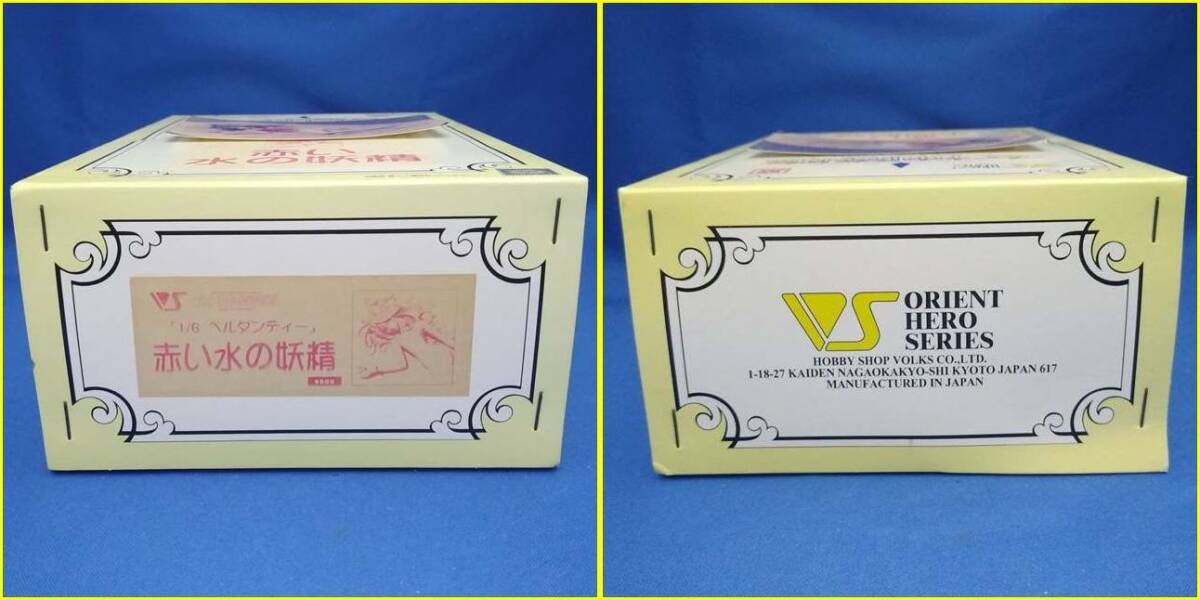 赤い
水の妖精
VS
「1/6 ベルダンディー」
赤い水の妖精
VS ORIENT
HERO
SERIES
HOBBY SHOP VOLKS CO.,LTD.
1-18-27 KAIDEN NAGAOKAKYO-SHI KYOTO JAPAN 617
MANUFACTURED IN JAPAN